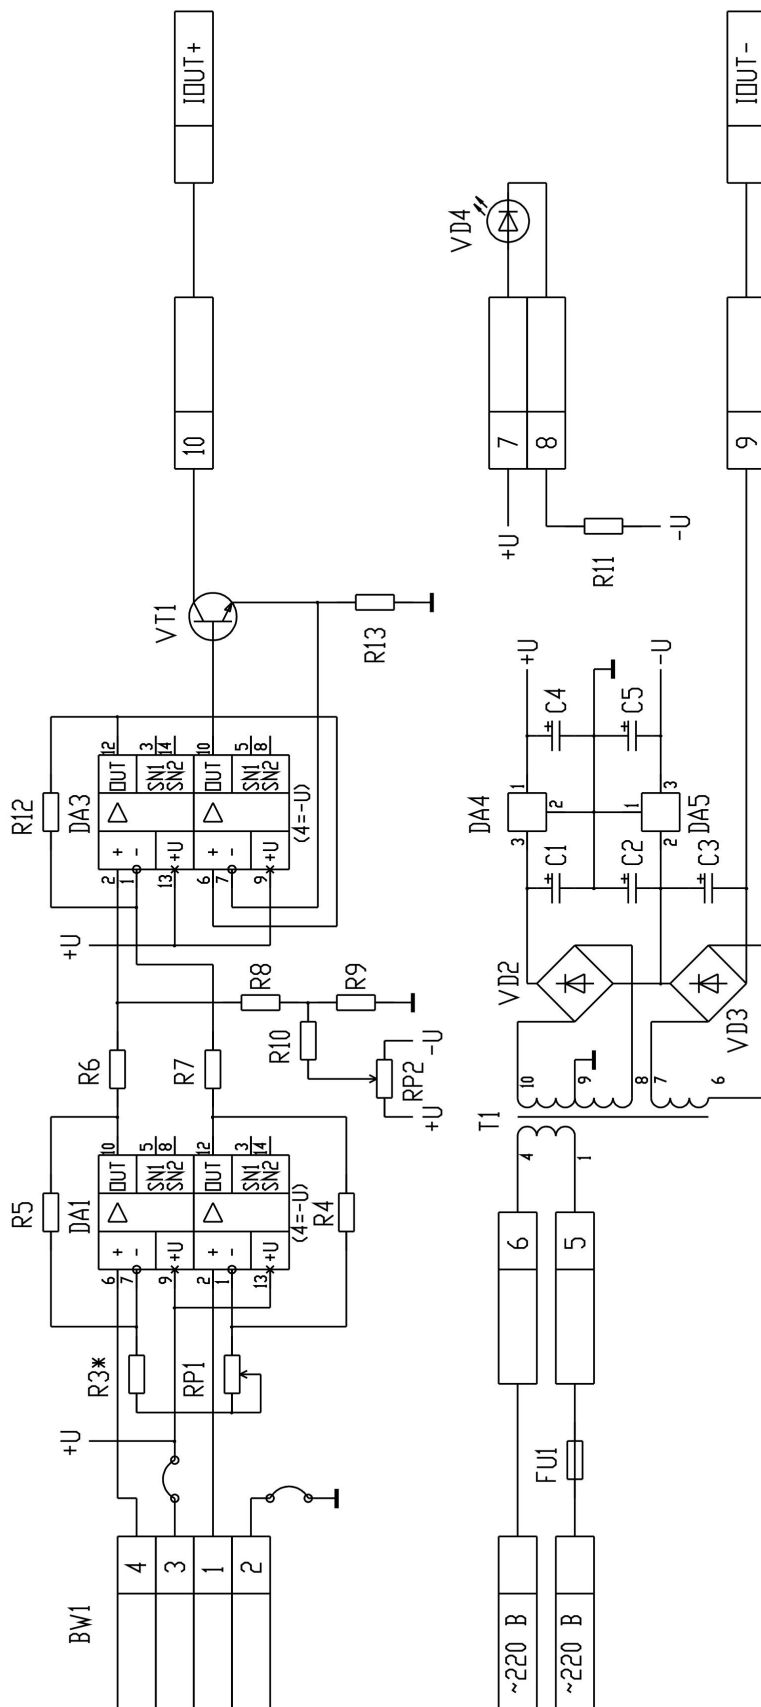 BW1
4
3
1
2
+U
R3*
RP1
R5
DA1
6
7
9
2
1
13
+
-
+U
+
-
+U
OUT
SN1
SN2
OUT
SN1
SN2
(4=-U)
10
5
8
12
3
14
R4
R6
R7
R8
R9
R10
RP2
+U
-U
+U
R12
DA3
2
1
13
6
7
9
+
-
+U
+
-
+U
OUT
SN1
SN2
OUT
SN1
SN2
(4=-U)
12
3
14
10
5
8
VT1
R13
10
IOUT+
~220 В
~220 В
FU1
6
5
T1
4
1
10
9
8
7
6
VD2
VD3
C1
C2
C3
DA4
3
1
2
DA5
1
2
3
C4
C5
+U
-U
+U
R11
-U
7
8
VD4
9
IOUT-